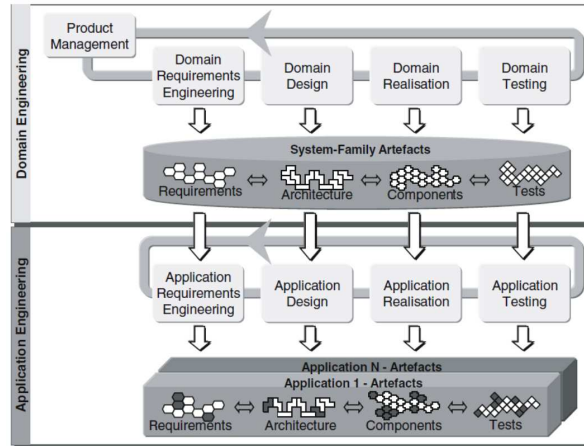 Domain Engineering
Product
Management
Domain
Requirements
Engineering
Domain
Design
Domain
Realisation
Domain
Testing
System-Family Artefacts
Requirements
Architecture
Components
Tests
Application Engineering
Application
Requirements
Engineering
Application
Design
Application
Realisation
Application
Testing
Application N - Artefacts
Application 1 - Artefacts
Requirements
Architecture
Components
Tests